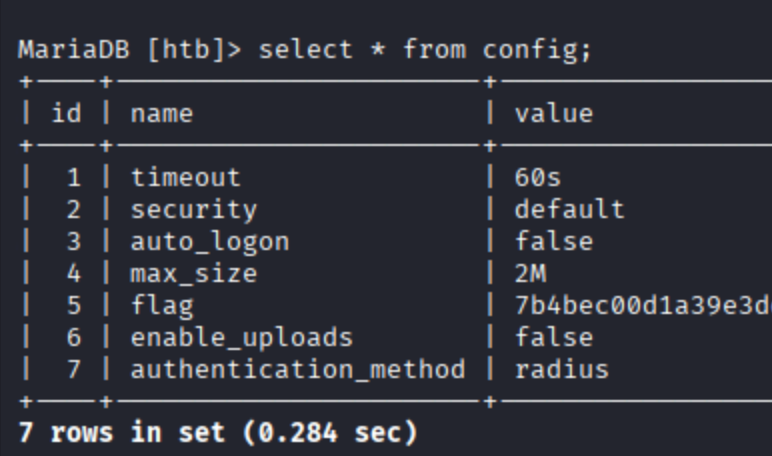 MariaDB [htb]> select * from config;
| id | name | value
| 1 | timeout | 60s
| 2 | security | default
| 3 | auto_logon | false
| 4 | max_size | 2M
| 5 | flag | 7b4bec00d1a39e3d
| 6 | enable_uploads | false
| 7 | authentication_method | radius
7 rows in set (0.284 sec)